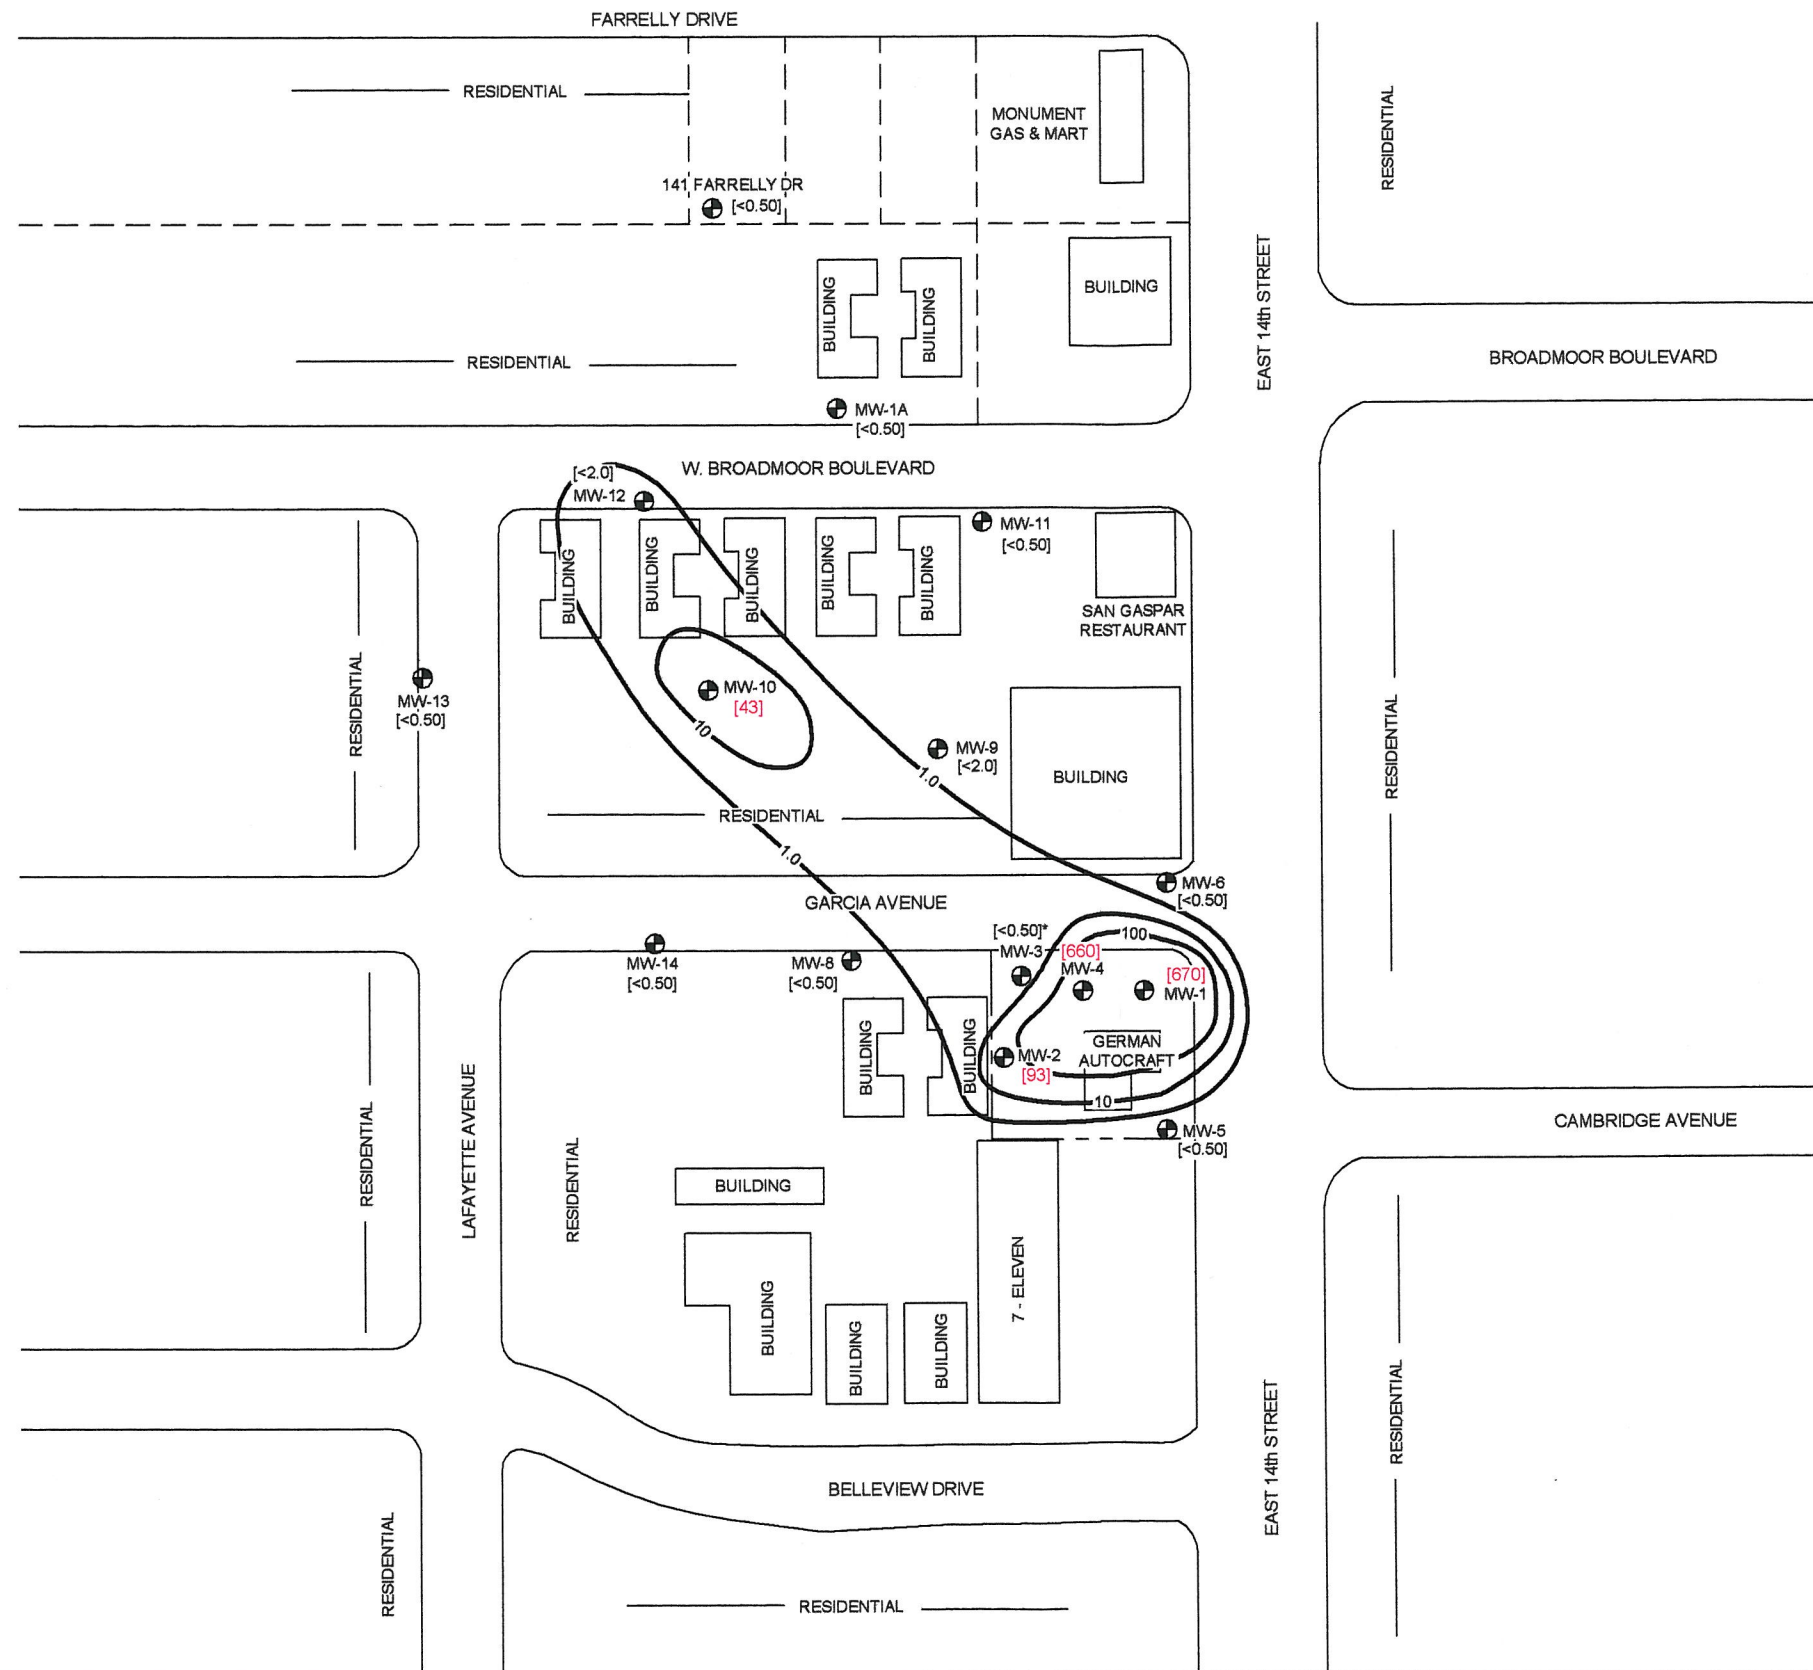 FARRELLY DRIVE
RESIDENTIAL
MONUMENT
GAS & MART
RESIDENTIAL
141 FARRELLY DR
[<0.50]
BUILDING
BUILDING
BUILDING
EAST 14th STREET
RESIDENTIAL
BROADMOOR BOULEVARD
MW-1A
[<0.50]
W. BROADMOOR BOULEVARD
[<2.0]
MW-12
MW-11
[<0.50]
BUILDING
BUILDING
BUILDING
BUILDING
BUILDING
SAN GASPAR
RESTAURANT
RESIDENTIAL
MW-13
[<0.50]
MW-10
[43]
10
MW-9
[<2.0]
1.0
BUILDING
RESIDENTIAL
RESIDENTIAL
1.0
GARCIA AVENUE
MW-6
[<0.50]
MW-14
[<0.50]
MW-8
[<0.50]
[<0.50]*
MW-3
[660]
MW-4
100
[670]
MW-1
BUILDING
BUILDING
MW-2
[93]
GERMAN
AUTOCRAFT
10
MW-5
[<0.50]
CAMBRIDGE AVENUE
RESIDENTIAL
LAFAYETTE AVENUE
RESIDENTIAL
BUILDING
BUILDING
BUILDING
BUILDING
7 - ELEVEN
EAST 14th STREET
RESIDENTIAL
BELLEVIEW DRIVE
RESIDENTIAL
RESIDENTIAL